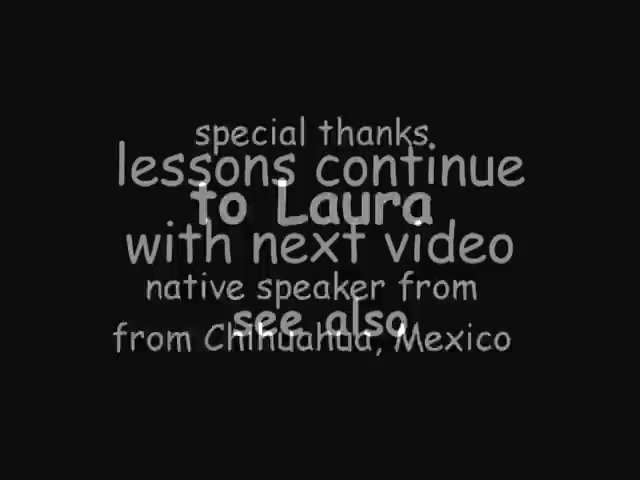 special thanks
lessons continue
to Laura
with next video
native speaker from
see also
from Chihuahua, Mexico